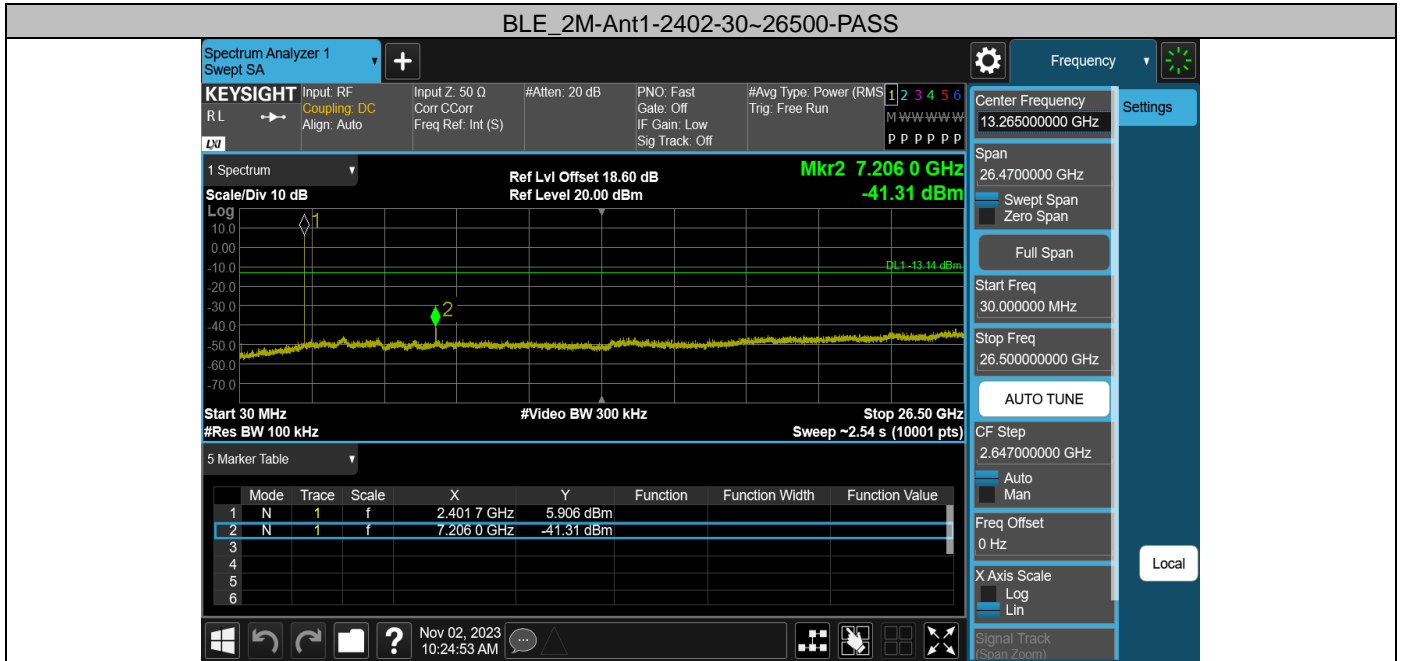 BLE_2M-Ant1-2402-30~26500-PASS
Spectrum Analyzer 1
Swept SA
Frequency
KEYSIGHT
RL
LXI
Input: RF
Coupling: DC
Align: Auto
Input Z: 50 Ω
Corr CCorr
Freq Ref: Int (S)
#Atten: 20 dB
PNO: Fast
Gate: Off
IF Gain: Low
Sig Track: Off
#Avg Type: Power (RMS
Trig: Free Run
1 2 3 4 5 6
M W W W W W
P P P P P P
1 Spectrum
Scale/Div 10 dB
Ref Lvl Offset 18.60 dB
Ref Level 20.00 dBm
Mkr2 7.206 0 GHz
-41.31 dBm
Log
10.0
0.00
-10.0
-20.0
-30.0
-40.0
-50.0
-60.0
-70.0
1
2
DL1 -13.14 dBm
Start 30 MHz
#Video BW 300 kHz
Stop 26.50 GHz
#Res BW 100 kHz
Sweep ~2.54 s (10001 pts)
5 Marker Table
Mode Trace Scale X Y Function Function Width Function Value
1 N 1 f 2.401 7 GHz 5.906 dBm
2 N 1 f 7.206 0 GHz -41.31 dBm
3
4
5
6
Nov 02, 2023
10:24:53 AM
Center Frequency
13.265000000 GHz
Settings
Span
26.4700000 GHz
Swept Span
Zero Span
Full Span
Start Freq
30.000000 MHz
Stop Freq
26.500000000 GHz
AUTO TUNE
CF Step
2.647000000 GHz
Auto
Man
Freq Offset
0 Hz
Local
X Axis Scale
Log
Lin
Signal Track
(Span Zoom)